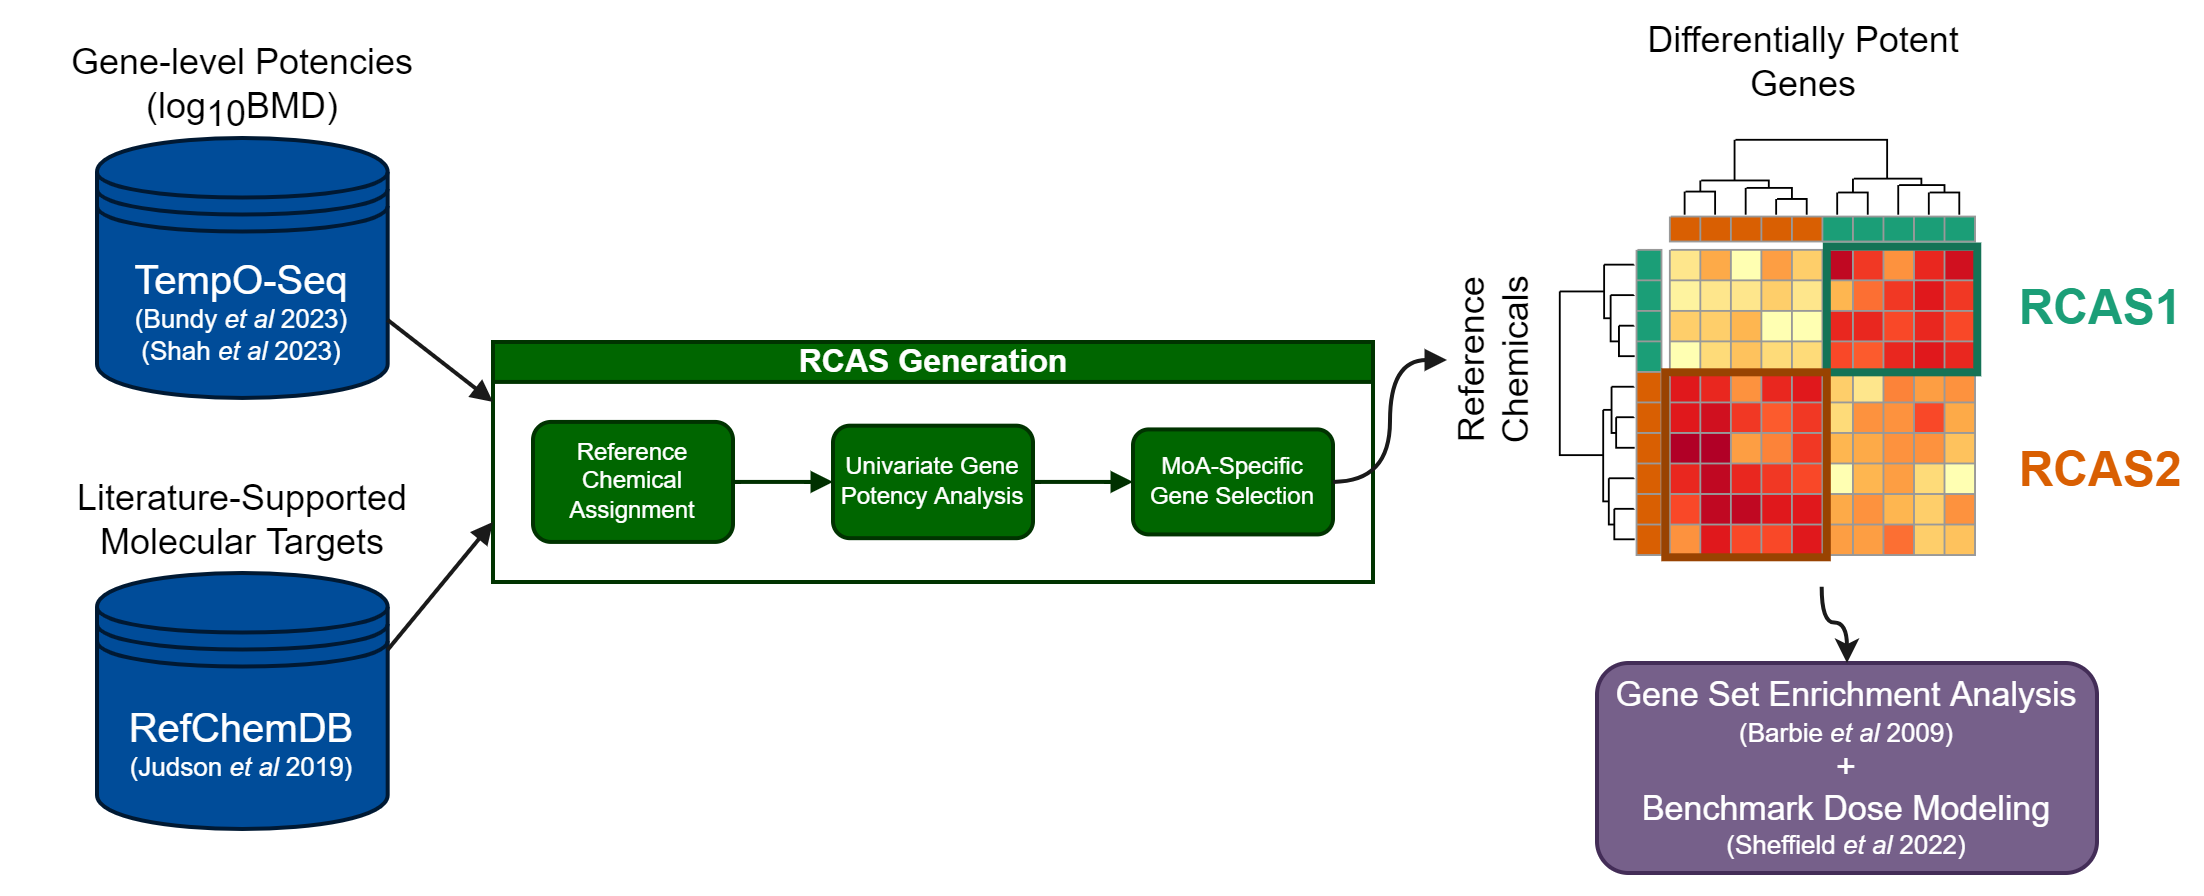 Gene-level Potencies
(log10BMD)
TempO-Seq
(Bundy et al 2023)
(Shah et al 2023)
Literature-Supported
Molecular Targets
RefChemDB
(Judson et al 2019)
RCAS Generation
Reference
Chemical
Assignment
Univariate Gene
Potency Analysis
MoA-Specific
Gene Selection
Differentially Potent
Genes
Reference
Chemicals
RCAS1
RCAS2
Gene Set Enrichment Analysis
(Barbie et al 2009)
+
Benchmark Dose Modeling
(Sheffield et al 2022)